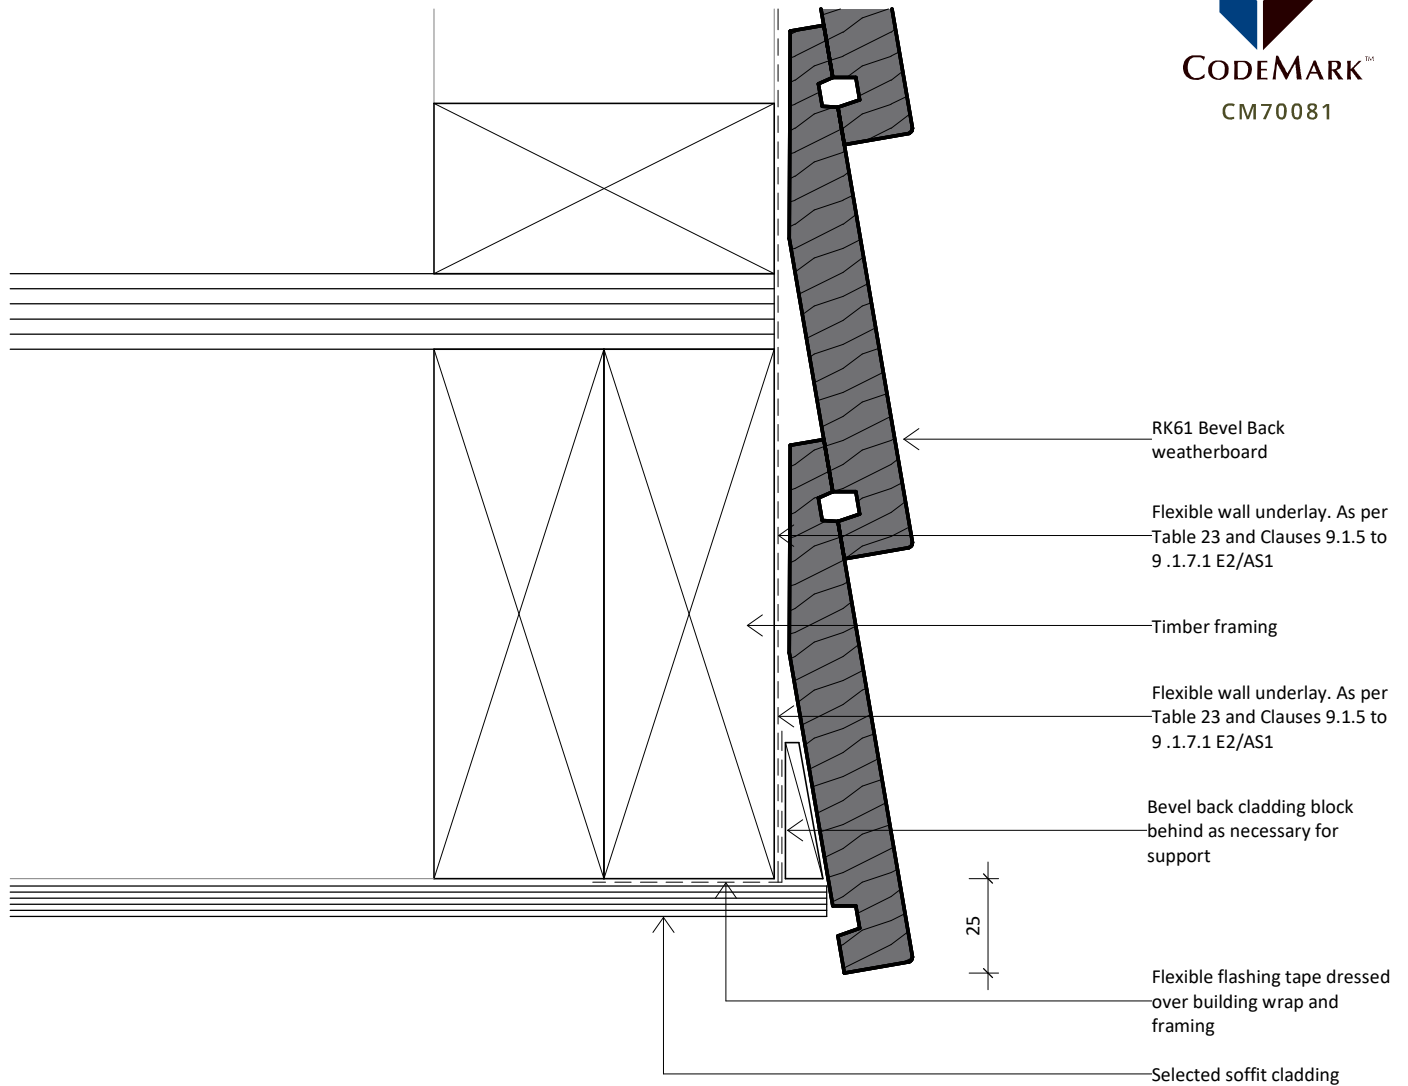 CODEMARK™
CM70081
RK61 Bevel Back
weatherboard
Flexible wall underlay. As per
Table 23 and Clauses 9.1.5 to
9 .1.7.1 E2/AS1
Timber framing
Flexible wall underlay. As per
Table 23 and Clauses 9.1.5 to
9 .1.7.1 E2/AS1
Bevel back cladding block
behind as necessary for
support
25
Flexible flashing tape dressed
over building wrap and
framing
Selected soffit cladding